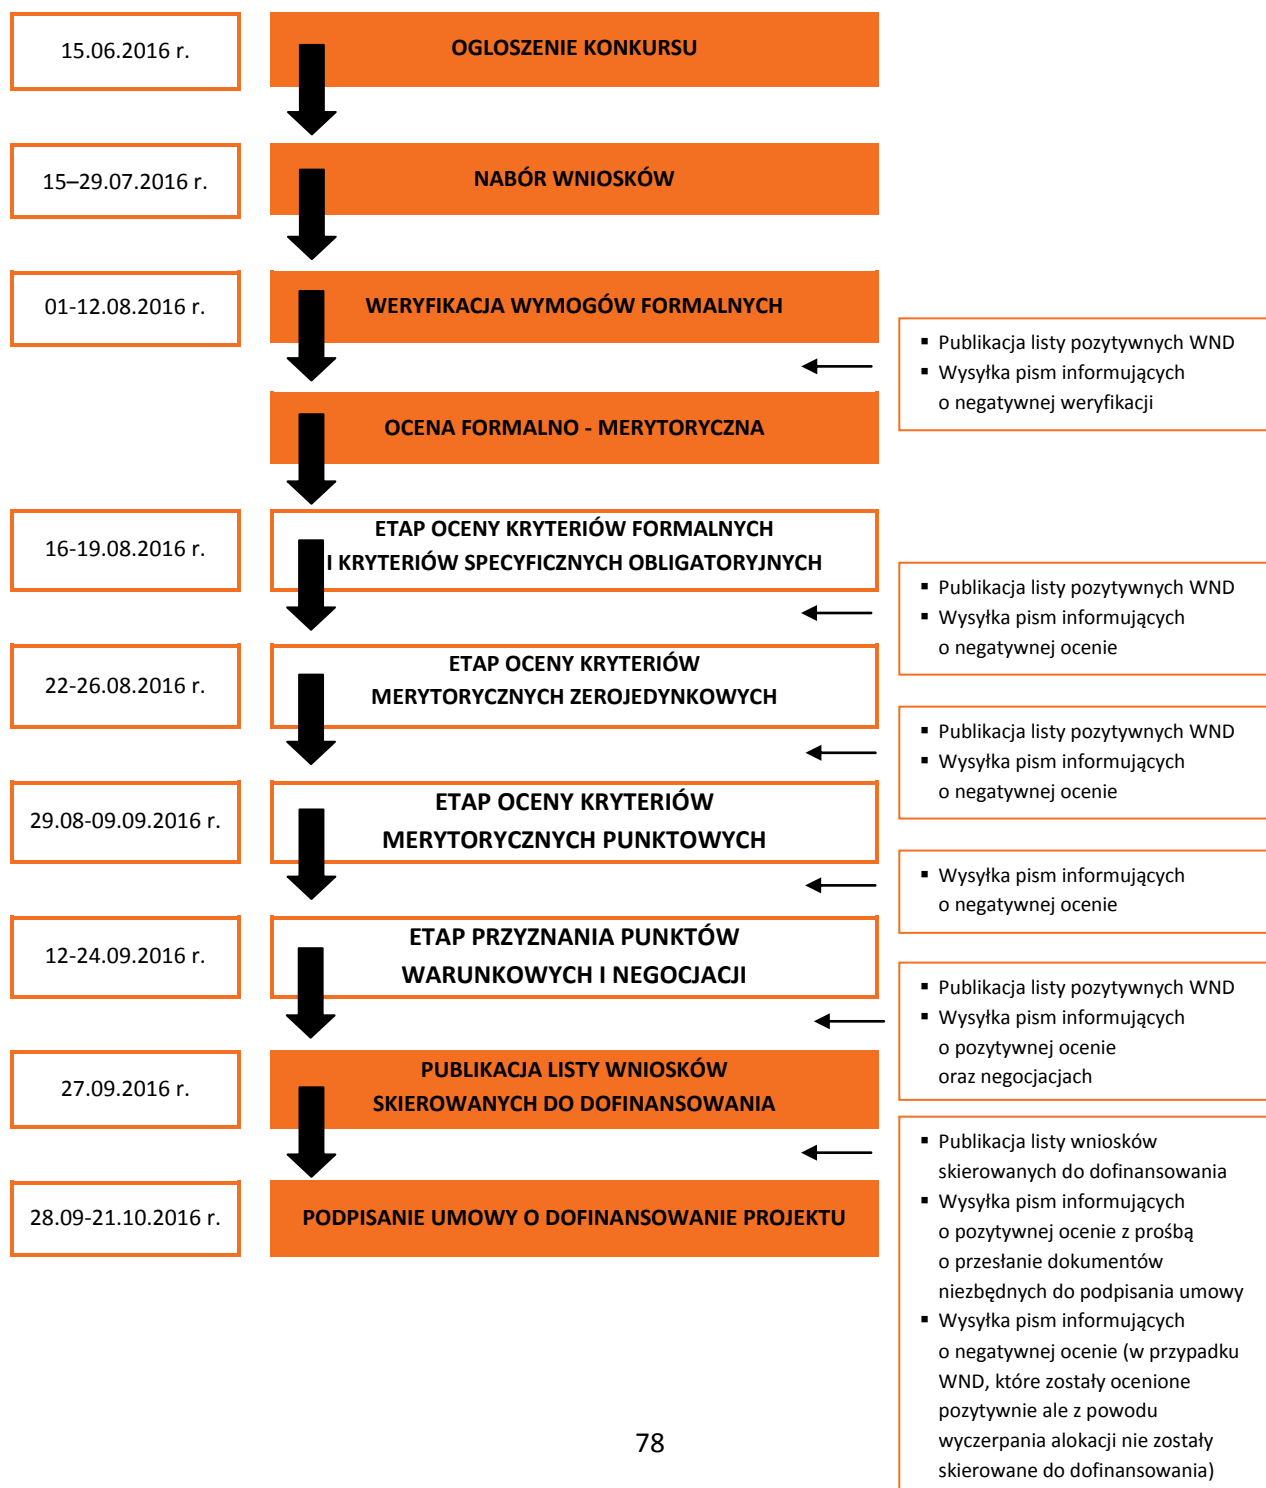 15.06.2016 r.
OGLOSZENIE KONKURSU
15–29.07.2016 r.
NABÓR WNIOSKÓW
01-12.08.2016 r.
WERYFIKACJA WYMOGÓW FORMALNYCH
▪ Publikacja listy pozytywnych WND
▪ Wysyłka pism informujących
o negatywnej weryfikacji
OCENA FORMALNO - MERYTORYCZNA
16-19.08.2016 r.
ETAP OCENY KRYTERIÓW FORMALNYCH
I KRYTERIÓW SPECYFICZNYCH OBLIGATORYJNYCH
▪ Publikacja listy pozytywnych WND
▪ Wysyłka pism informujących
o negatywnej ocenie
22-26.08.2016 r.
ETAP OCENY KRYTERIÓW
MERYTORYCZNYCH ZEROJEDYNKOWYCH
▪ Publikacja listy pozytywnych WND
▪ Wysyłka pism informujących
o negatywnej ocenie
29.08-09.09.2016 r.
ETAP OCENY KRYTERIÓW
MERYTORYCZNYCH PUNKTOWYCH
▪ Wysyłka pism informujących
o negatywnej ocenie
12-24.09.2016 r.
ETAP PRZYZNANIA PUNKTÓW
WARUNKOWYCH I NEGOCJACJI
▪ Publikacja listy pozytywnych WND
▪ Wysyłka pism informujących
o pozytywnej ocenie
oraz negocjacjach
27.09.2016 r.
PUBLIKACJA LISTY WNIOSKÓW
SKIEROWANYCH DO DOFINANSOWANIA
▪ Publikacja listy wniosków
skierowanych do dofinansowania
▪ Wysyłka pism informujących
o pozytywnej ocenie z prośbą
o przesłanie dokumentów
niezbędnych do podpisania umowy
▪ Wysyłka pism informujących
o negatywnej ocenie (w przypadku
WND, które zostały ocenione
pozytywnie ale z powodu
wyczerpania alokacji nie zostały
skierowane do dofinansowania)
28.09-21.10.2016 r.
PODPISANIE UMOWY O DOFINANSOWANIE PROJEKTU
78